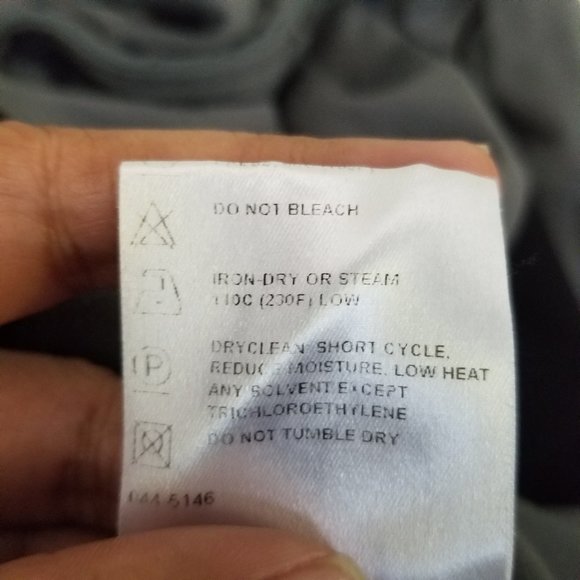 DO NOT BLEACH
IRON-DRY OR STEAM
110C (230F) LOW
P
DRYCLEAN: SHORT CYCLE,
REDUCE MOISTURE, LOW HEAT
ANY SOLVENT EXCEPT
TRICHLOROETHYLENE
DO NOT TUMBLE DRY